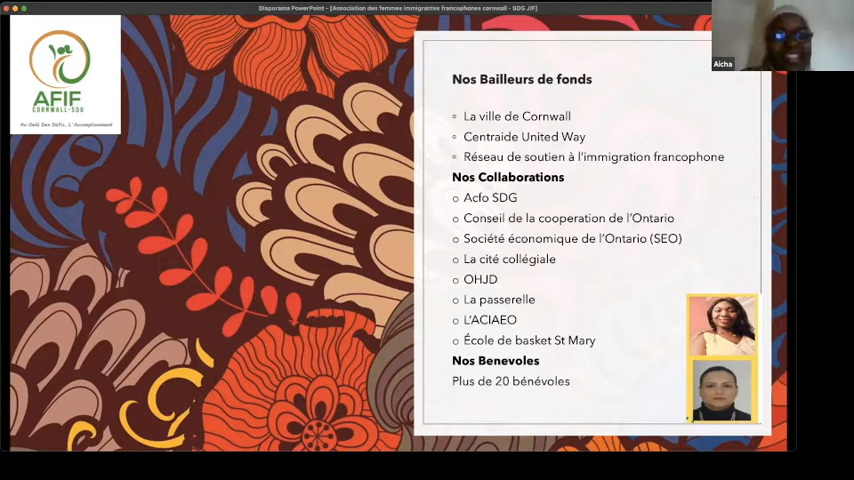 Diaporama PowerPoint - [Association des femmes immigrantes francophones cornwall - SDG JIF]
Aicha
AFIF
CORNWALL-SDG
Au-Delà Des Défis, L'Accomplissement
Nos Bailleurs de fonds
La ville de Cornwall
Centraide United Way
Réseau de soutien à l'immigration francophone
Nos Collaborations
Acfo SDG
Conseil de la cooperation de l'Ontario
Société économique de l'Ontario (SEO)
La cité collégiale
OHJD
La passerelle
L'ACIAEO
École de basket St Mary
Nos Benevoles
Plus de 20 bénévoles